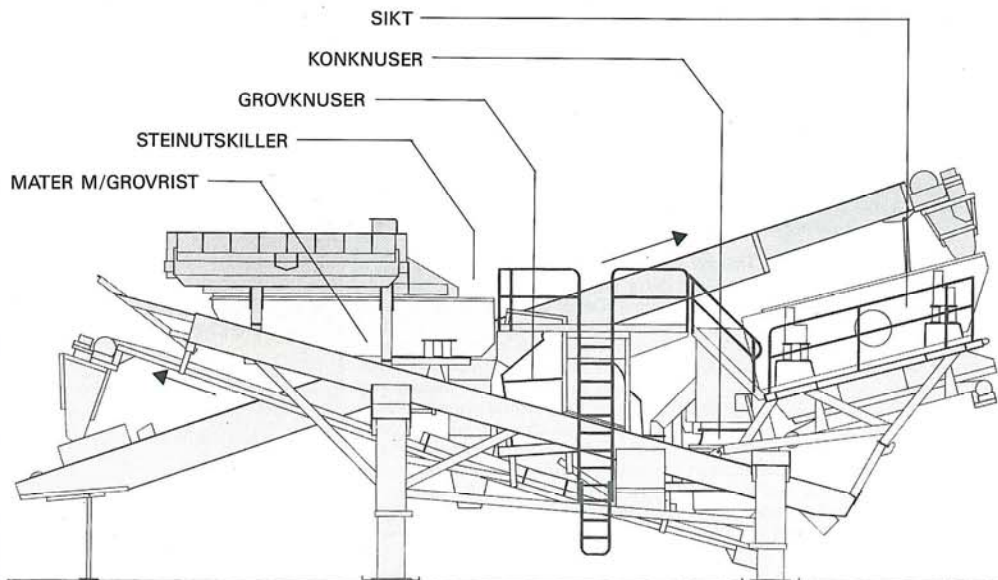 SIKT
KONKNUSER
GROVKNUSER
STEINUTSKILLER
MATER M/GROVRIST